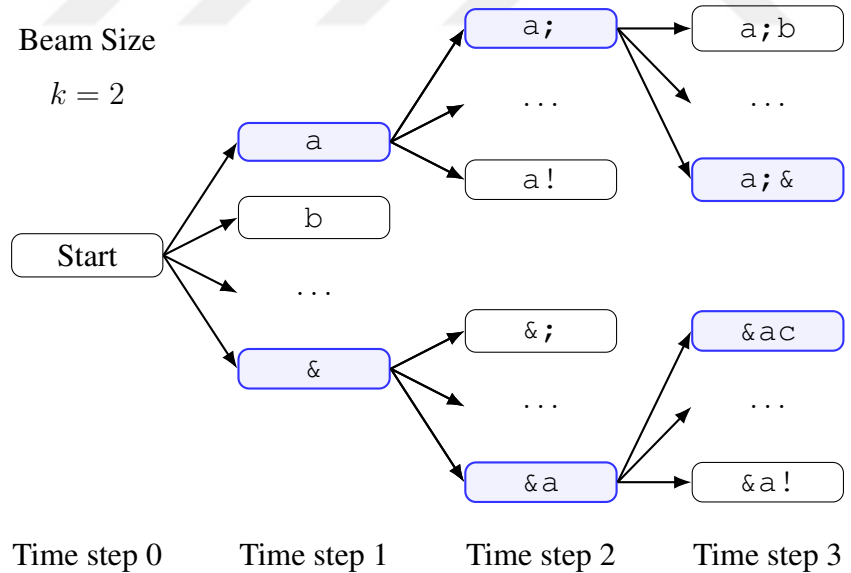 Beam Size
k = 2
Start
a
b
...
&
a;
...
a!
&;
...
&a
a;b
...
a;&
&ac
...
&a!
Time step 0
Time step 1
Time step 2
Time step 3